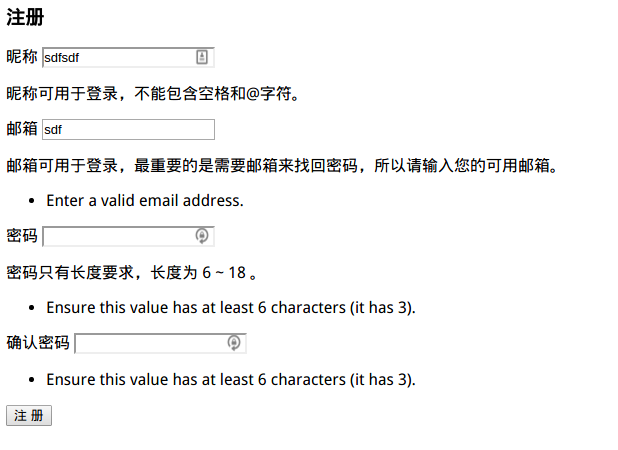 注册
昵称 sdfsdf
昵称可用于登录，不能包含空格和@字符。
邮箱 sdf
邮箱可用于登录，最重要的是需要邮箱来找回密码，所以请输入您的可用邮箱。
• Enter a valid email address.
密码
密码只有长度要求，长度为 6 ~ 18 。
• Ensure this value has at least 6 characters (it has 3).
确认密码
• Ensure this value has at least 6 characters (it has 3).
注 册